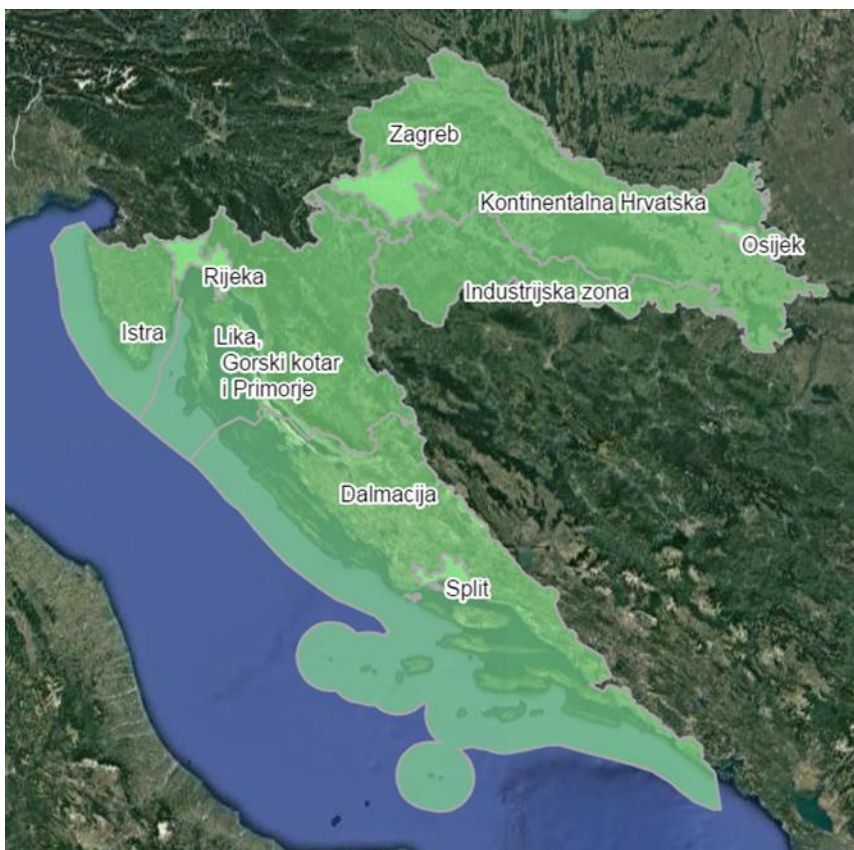 Zagreb
Kontinentalna Hrvatska
Osijek
Rijeka
Industrijska zona
Istra
Lika,
Gorski kotar
i Primorje
Dalmacija
Split